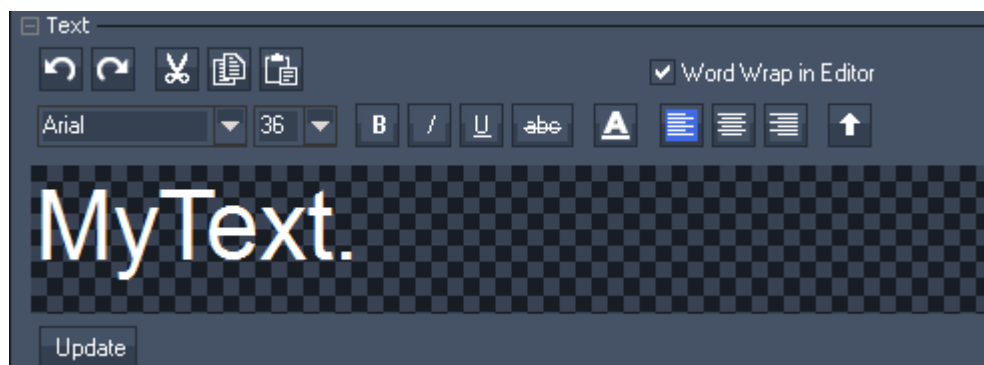 Text
Word Wrap in Editor
Arial 36 B I U abc A
MyText.
Update